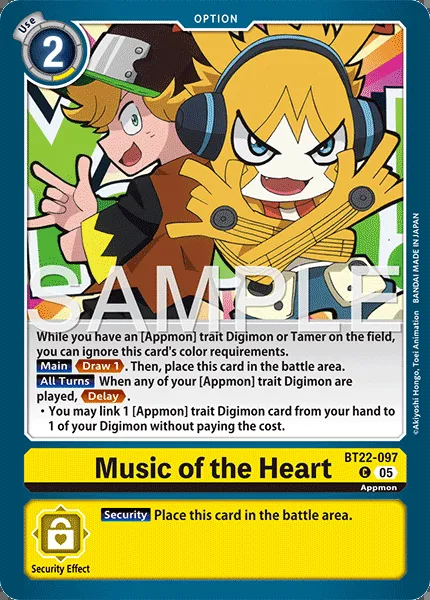 OPTION
Use
2
SAMPLE
While you have an [Appmon] trait Digimon or Tamer on the field,
you can ignore this card's color requirements.
Main Draw 1. Then, place this card in the battle area.
All Turns When any of your [Appmon] trait Digimon are
played, Delay.
• You may link 1 [Appmon] trait Digimon card from your hand to
1 of your Digimon without paying the cost.
©Akiyoshi Hongo, Toei Animation BANDAI MADE IN JAPAN
BT22-097
Music of the Heart
C 05
Appmon
Security Place this card in the battle area.
Security Effect